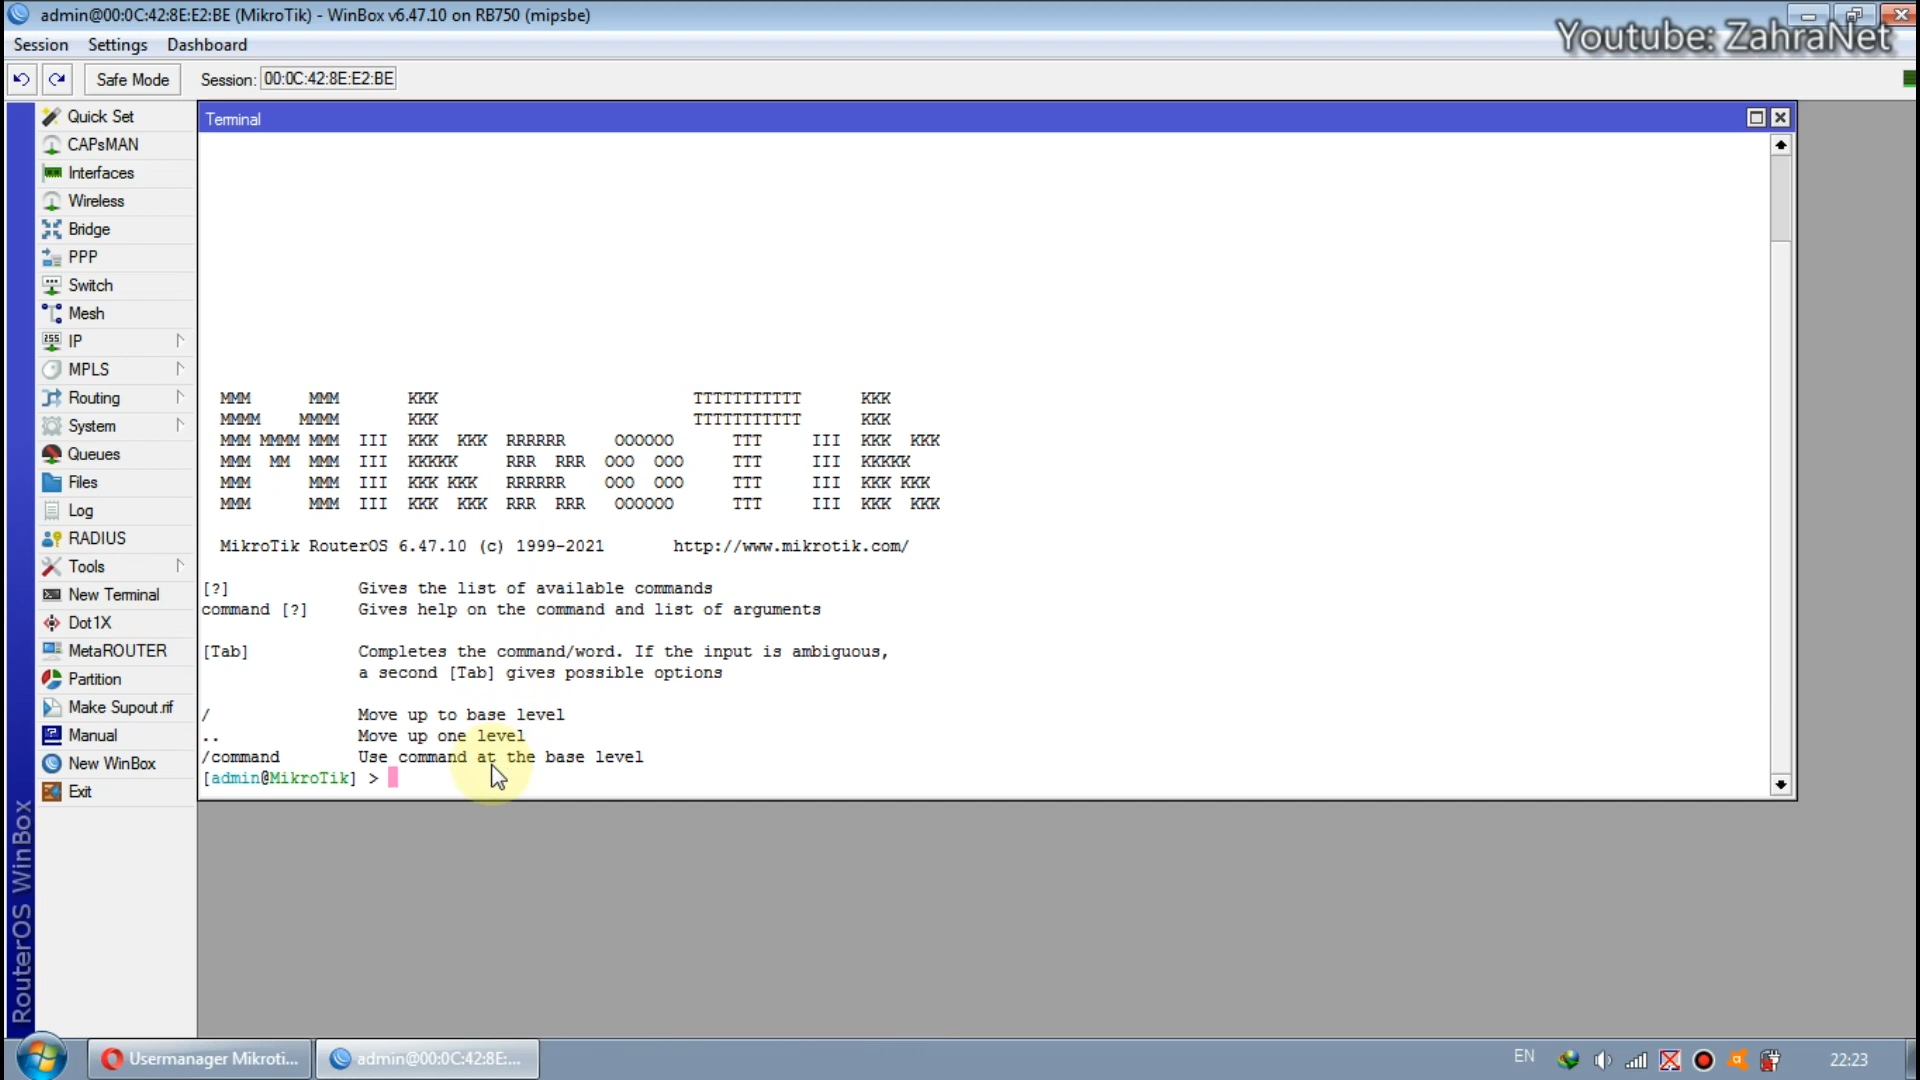 admin@00:0C:42:8E:E2:BE (MikroTik) - WinBox v6.47.10 on RB750 (mipsbe)
Youtube: ZahraNet
Session Settings Dashboard
Safe Mode Session: 00:0C:42:8E:E2:BE
Quick Set
CAPsMAN
Interfaces
Wireless
Bridge
PPP
Switch
Mesh
255 IP
MPLS
Routing
System
Queues
Files
Log
RADIUS
Tools
New Terminal
Dot1X
MetaROUTER
Partition
Make Supout.rif
Manual
New WinBox
Exit
RouterOS WinBox
Terminal
MMM MMM KKK TTTTTTTTTTT KKK
MMMM MMMM KKK TTTTTTTTTTT KKK
MMM MMMM MMM III KKK KKK RRRRRR OOOOOO TTT III KKK KKK
MMM MM MMM III KKKKK RRR RRR OOO OOO TTT III KKKKK
MMM MMM III KKK KKK RRRRRR OOO OOO TTT III KKK KKK
MMM MMM III KKK KKK RRR RRR OOOOOO TTT III KKK KKK
MikroTik RouterOS 6.47.10 (c) 1999-2021 http://www.mikrotik.com/
[?] Gives the list of available commands
command [?] Gives help on the command and list of arguments
[Tab] Completes the command/word. If the input is ambiguous,
a second [Tab] gives possible options
/ Move up to base level
.. Move up one level
/command Use command at the base level
[admin@MikroTik] >
Usermanager Mikroti... admin@00:0C:42:8E:... EN 22:23